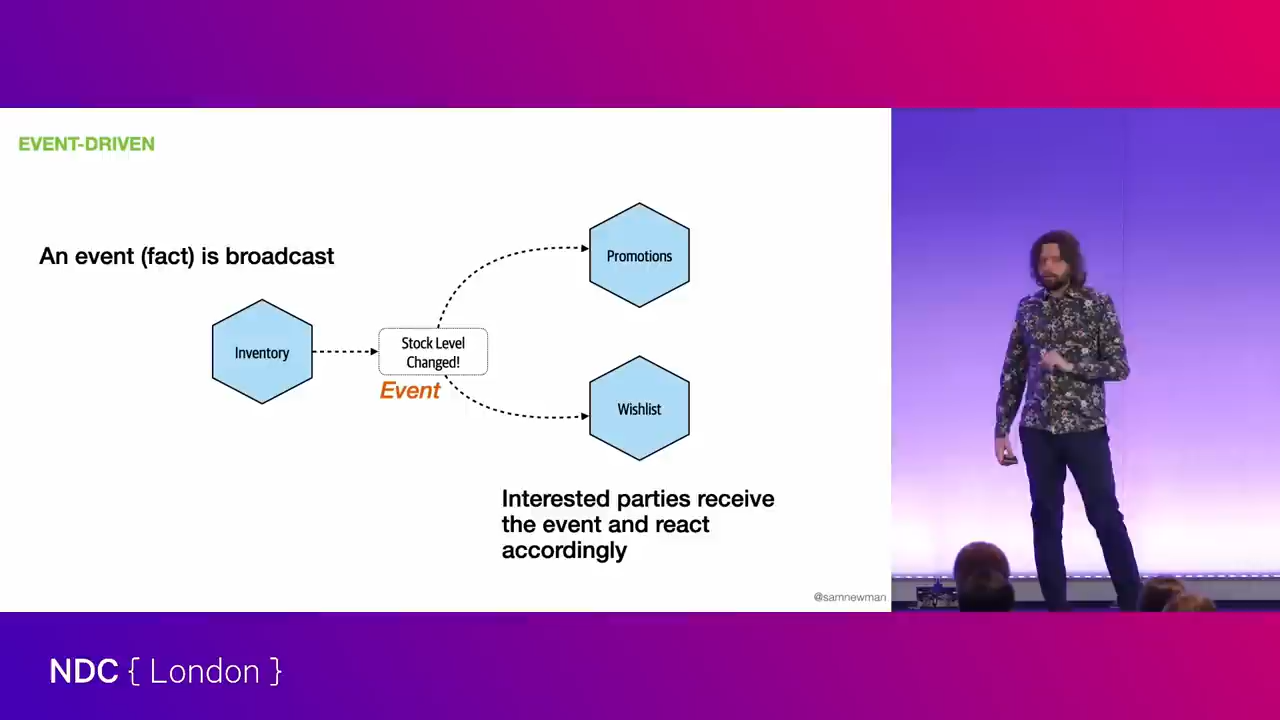 EVENT-DRIVEN
An event (fact) is broadcast
Promotions
Inventory
Stock Level
Changed!
Event
Wishlist
Interested parties receive
the event and react
accordingly
@samnewman
NDC { London }